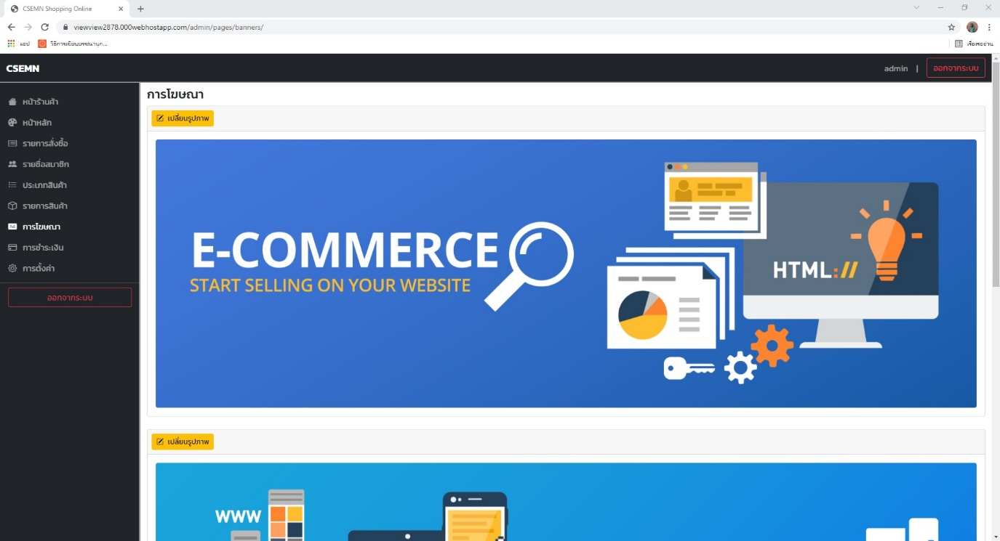 CSEMN Shopping Online
viewview2878.000webhostapp.com/admin/pages/banners/
แอป วิธีการเขียนบรรณานุก... เรื่องรออ่าน
CSEMN admin | ออกจากระบบ
หน้าร้านค้า
หน้าหลัก
รายการสั่งซื้อ
รายชื่อสมาชิก
ประเภทสินค้า
รายการสินค้า
Ad การโฆษณา
การชำระเงิน
การตั้งค่า
ออกจากระบบ
การโฆษณา
เปลี่ยนรูปภาพ
E-COMMERCE
START SELLING ON YOUR WEBSITE
HTML://
เปลี่ยนรูปภาพ
WWW